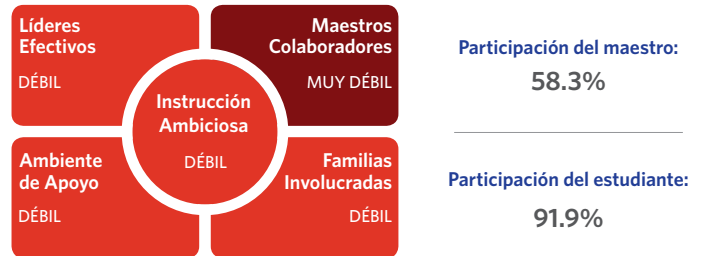 Líderes
Efectivos
DÉBIL
Maestros
Colaboradores
MUY DÉBIL
Instrucción
Ambiciosa
DÉBIL
Ambiente
de Apoyo
DÉBIL
Familias
Involucradas
DÉBIL
Participación del maestro:
58.3%
Participación del estudiante:
91.9%